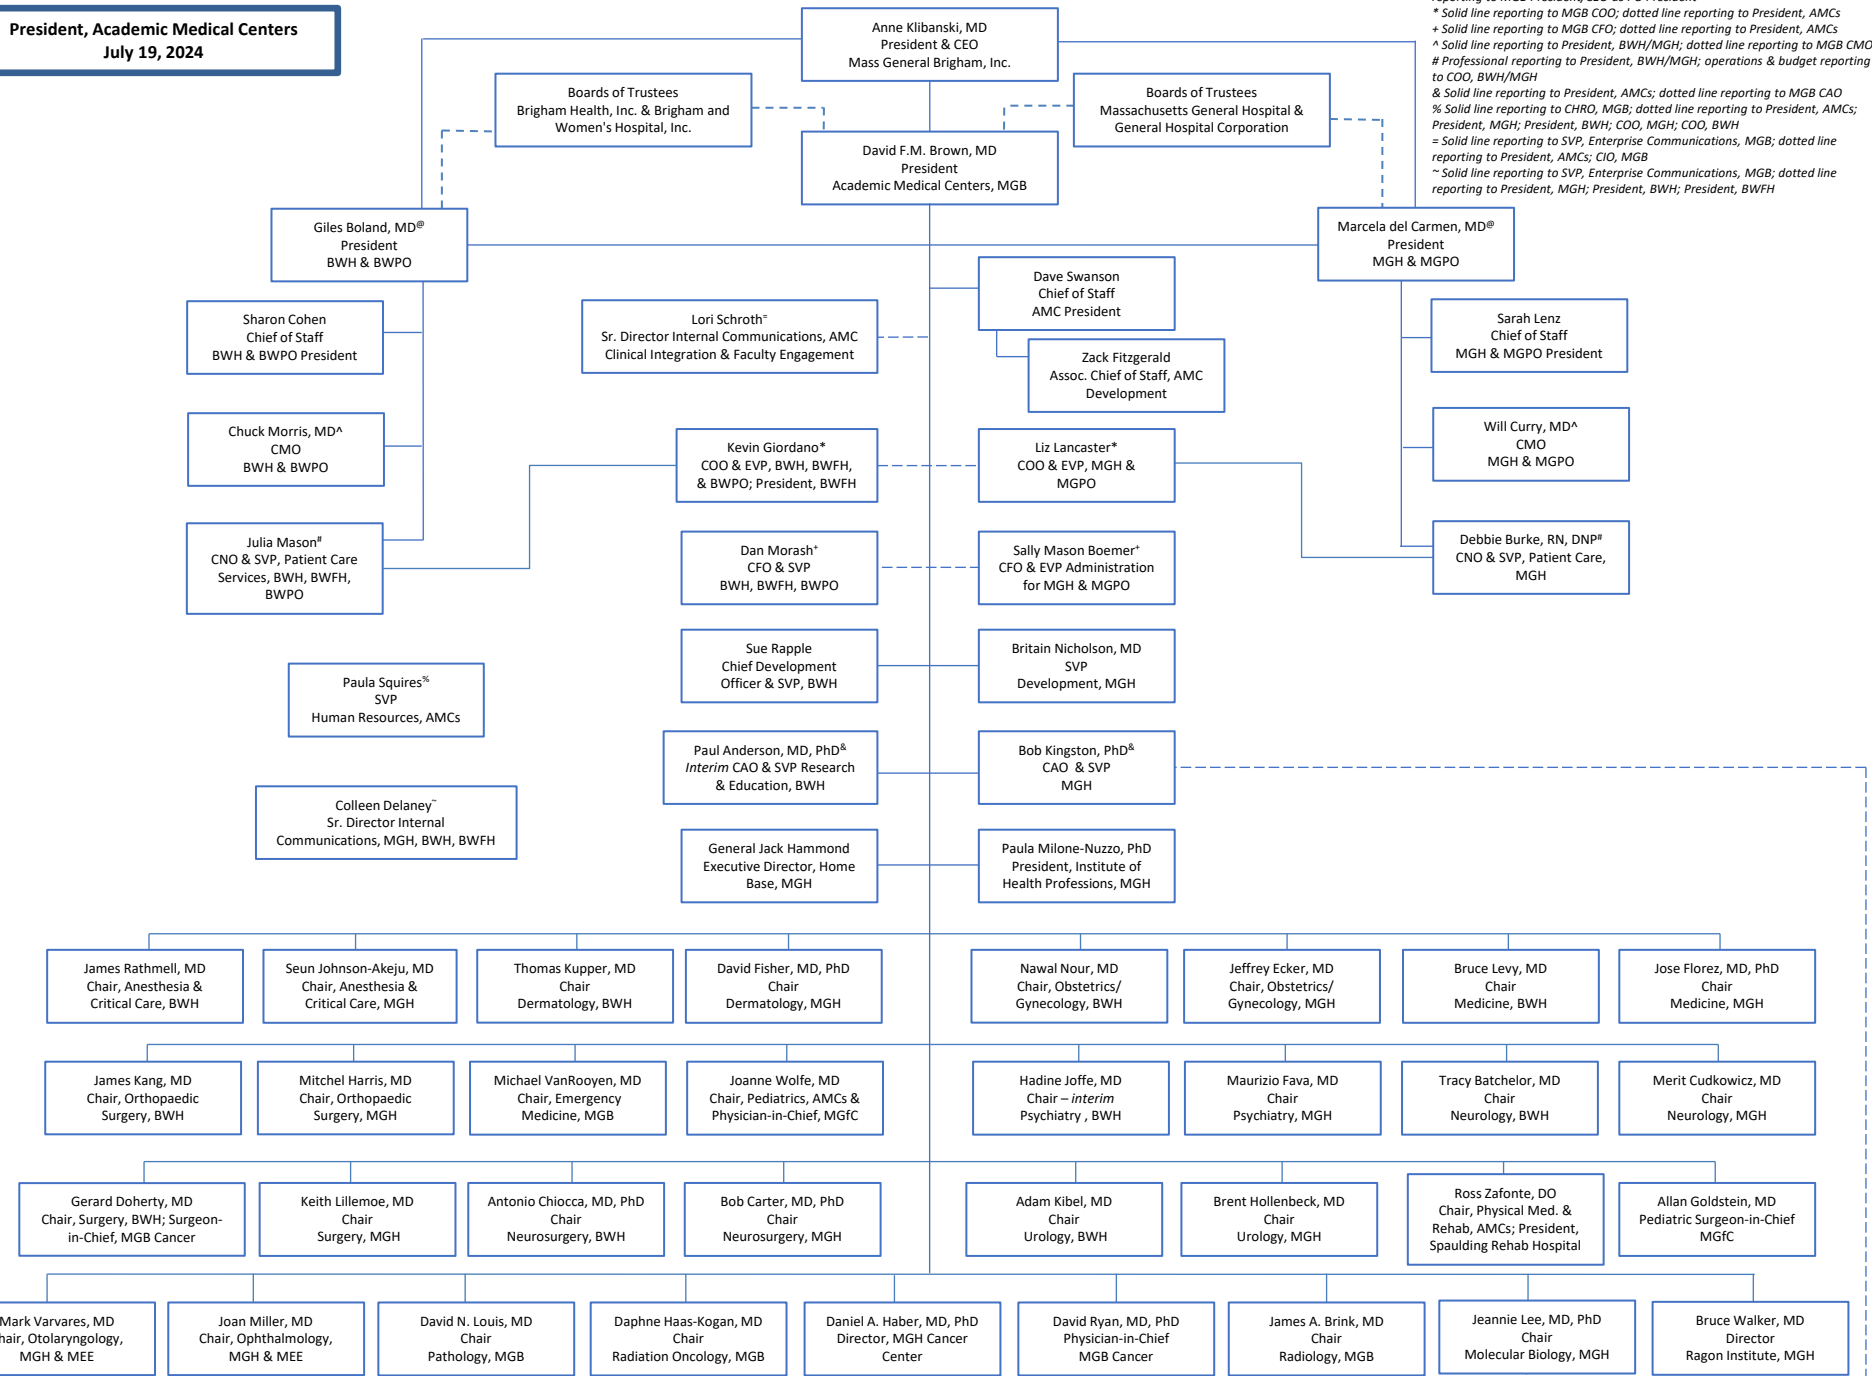 President, Academic Medical Centers
July 19, 2024
Anne Klibanski, MD
President & CEO
Mass General Brigham, Inc.
* Solid line reporting to MGB COO; dotted line reporting to President, AMCs
+ Solid line reporting to MGB CFO; dotted line reporting to President, AMCs
^ Solid line reporting to President, BWH/MGH; dotted line reporting to MGB CMO
# Professional reporting to President, BWH/MGH; operations & budget reporting
to COO, BWH/MGH
& Solid line reporting to President, AMCs; dotted line reporting to MGB CAO
% Solid line reporting to CHRO, MGB; dotted line reporting to President, AMCs;
President, MGH; President, BWH; COO, MGH; COO, BWH
= Solid line reporting to SVP, Enterprise Communications, MGB; dotted line
reporting to President, AMCs; CIO, MGB
~ Solid line reporting to SVP, Enterprise Communications, MGB; dotted line
reporting to President, MGH; President, BWH; President, BWFH
Boards of Trustees
Brigham Health, Inc. & Brigham and
Women's Hospital, Inc.
Boards of Trustees
Massachusetts General Hospital &
General Hospital Corporation
David F.M. Brown, MD
President
Academic Medical Centers, MGB
Giles Boland, MD@
President
BWH & BWPO
Marcela del Carmen, MD@
President
MGH & MGPO
Sharon Cohen
Chief of Staff
BWH & BWPO President
Lori Schroth=
Sr. Director Internal Communications, AMC
Clinical Integration & Faculty Engagement
Dave Swanson
Chief of Staff
AMC President
Zack Fitzgerald
Assoc. Chief of Staff, AMC
Development
Sarah Lenz
Chief of Staff
MGH & MGPO President
Chuck Morris, MD^
CMO
BWH & BWPO
Kevin Giordano*
COO & EVP, BWH, BWFH,
& BWPO; President, BWFH
Liz Lancaster*
COO & EVP, MGH &
MGPO
Will Curry, MD^
CMO
MGH & MGPO
Julia Mason#
CNO & SVP, Patient Care
Services, BWH, BWFH,
BWPO
Dan Morash+
CFO & SVP
BWH, BWFH, BWPO
Sally Mason Boemer+
CFO & EVP Administration
for MGH & MGPO
Debbie Burke, RN, DNP#
CNO & SVP, Patient Care,
MGH
Paula Squires%
SVP
Human Resources, AMCs
Sue Rapple
Chief Development
Officer & SVP, BWH
Britain Nicholson, MD
SVP
Development, MGH
Colleen Delaney~
Sr. Director Internal
Communications, MGH, BWH, BWFH
Paul Anderson, MD, PhD&
Interim CAO & SVP Research
& Education, BWH
Bob Kingston, PhD&
CAO & SVP
MGH
General Jack Hammond
Executive Director, Home
Base, MGH
Paula Milone-Nuzzo, PhD
President, Institute of
Health Professions, MGH
James Rathmell, MD
Chair, Anesthesia &
Critical Care, BWH
Seun Johnson-Akeju, MD
Chair, Anesthesia &
Critical Care, MGH
Thomas Kupper, MD
Chair
Dermatology, BWH
David Fisher, MD, PhD
Chair
Dermatology, MGH
Nawal Nour, MD
Chair, Obstetrics/
Gynecology, BWH
Jeffrey Ecker, MD
Chair, Obstetrics/
Gynecology, MGH
Bruce Levy, MD
Chair
Medicine, BWH
Jose Florez, MD, PhD
Chair
Medicine, MGH
James Kang, MD
Chair, Orthopaedic
Surgery, BWH
Mitchel Harris, MD
Chair, Orthopaedic
Surgery, MGH
Michael VanRooyen, MD
Chair, Emergency
Medicine, MGB
Joanne Wolfe, MD
Chair, Pediatrics, AMCs &
Physician-in-Chief, MGfC
Hadine Joffe, MD
Chair – interim
Psychiatry , BWH
Maurizio Fava, MD
Chair
Psychiatry, MGH
Tracy Batchelor, MD
Chair
Neurology, BWH
Merit Cudkowicz, MD
Chair
Neurology, MGH
Gerard Doherty, MD
Chair, Surgery, BWH; Surgeon-
in-Chief, MGB Cancer
Keith Lillemoe, MD
Chair
Surgery, MGH
Antonio Chiocca, MD, PhD
Chair
Neurosurgery, BWH
Bob Carter, MD, PhD
Chair
Neurosurgery, MGH
Adam Kibel, MD
Chair
Urology, BWH
Brent Hollenbeck, MD
Chair
Urology, MGH
Ross Zafonte, DO
Chair, Physical Med. &
Rehab, AMCs; President,
Spaulding Rehab Hospital
Allan Goldstein, MD
Pediatric Surgeon-in-Chief
MGfC
Mark Varvares, MD
hair, Otolaryngology,
MGH & MEE
Joan Miller, MD
Chair, Ophthalmology,
MGH & MEE
David N. Louis, MD
Chair
Pathology, MGB
Daphne Haas-Kogan, MD
Chair
Radiation Oncology, MGB
Daniel A. Haber, MD, PhD
Director, MGH Cancer
Center
David Ryan, MD, PhD
Physician-in-Chief
MGB Cancer
James A. Brink, MD
Chair
Radiology, MGB
Jeannie Lee, MD, PhD
Chair
Molecular Biology, MGH
Bruce Walker, MD
Director
Ragon Institute, MGH